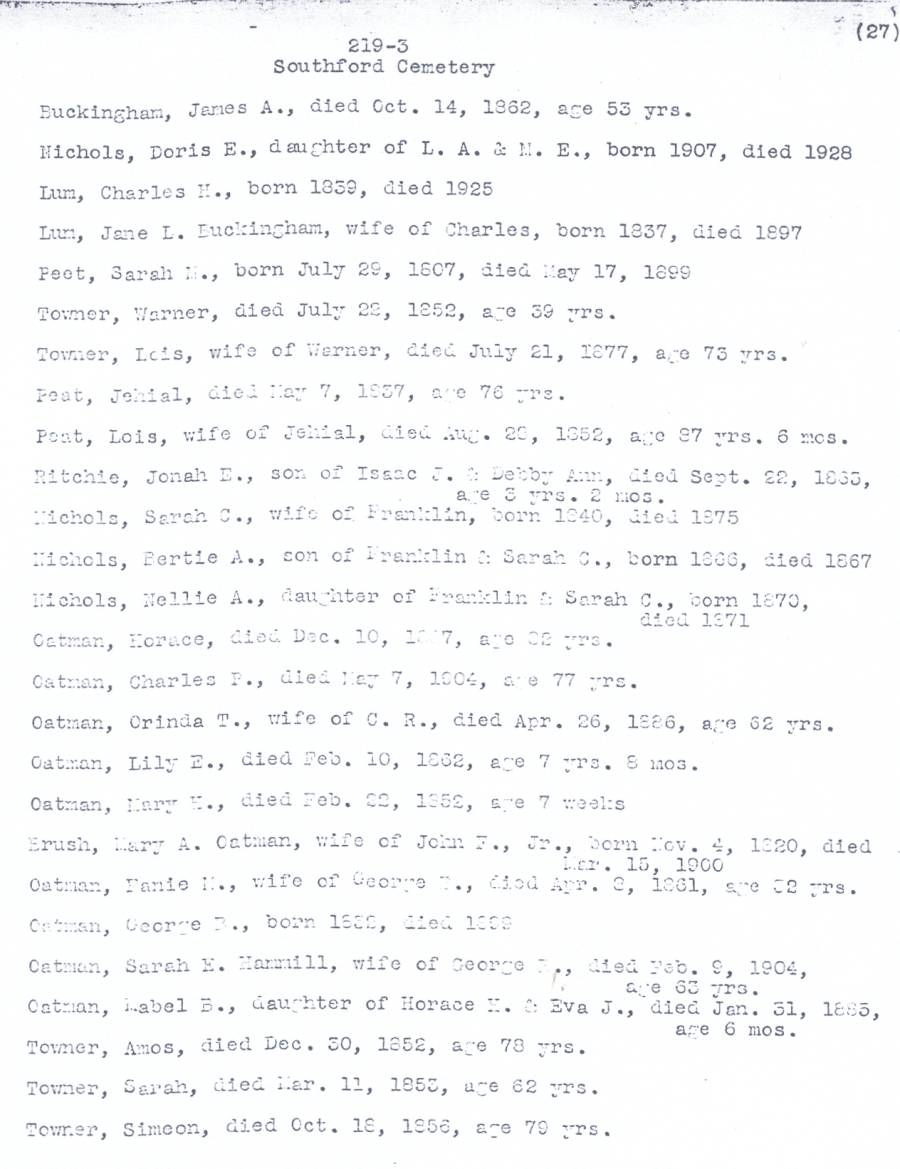 (27)
219-3
Southford Cemetery
Buckingham, James A., died Oct. 14, 1862, age 53 yrs.
Nichols, Doris E., daughter of L. A. & M. E., born 1907, died 1928
Lum, Charles H., born 1839, died 1925
Lum, Jane L. Buckingham, wife of Charles, born 1837, died 1897
Peet, Sarah M., born July 29, 1807, died May 17, 1899
Towner, Warner, died July 22, 1852, age 39 yrs.
Towner, Lois, wife of Warner, died July 21, 1877, age 73 yrs.
Peat, Jehial, died May 7, 1837, age 76 yrs.
Peat, Lois, wife of Jehial, died Aug. 28, 1852, age 87 yrs. 6 mos.
Ritchie, Jonah E., son of Isaac J. & Debby Ann, died Sept. 22, 1863,
age 3 yrs. 2 mos.
Nichols, Sarah C., wife of Franklin, born 1840, died 1875
Nichols, Bertie A., son of Franklin & Sarah C., born 1866, died 1867
Nichols, Nellie A., daughter of Franklin & Sarah C., born 1870,
died 1871
Oatman, Horace, died Dec. 10, age yrs.
Oatman, Charles died May 7, 1904, age 77 yrs.
Oatman, Orinda T., wife of C. R., died Apr. 26, 1886, age 62 yrs.
Oatman, Lily E., died Feb. 10, 1862, age 7 yrs. 8 mos.
Oatman, Mary died Feb. 22, 1852, age 7 weeks
Brush, Mary A. Oatman, wife of John F., Jr., born Nov. 4, 1820, died
Mar. 15, 1900
Oatman, Fanie M., wife of George died Apr. 1861, age yrs.
Oatman, George born died
Oatman, Sarah E. Hammill, wife of George died Feb. 9, 1904,
age 63 yrs.
Oatman, Mabel B., daughter of Horace H. & Eva J., died Jan. 31,
age 6 mos.
Towner, Amos, died Dec. 30, 1852, age 78 yrs.
Towner, Sarah, died Mar. 11, 1853, age 62 yrs.
Towner, Simeon, died Oct. 18, 1856, age 79 yrs.